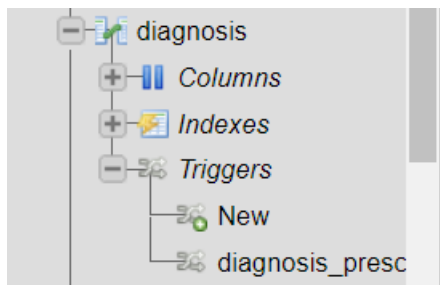 diagnosis
Columns
Indexes
Triggers
New
diagnosis_presc